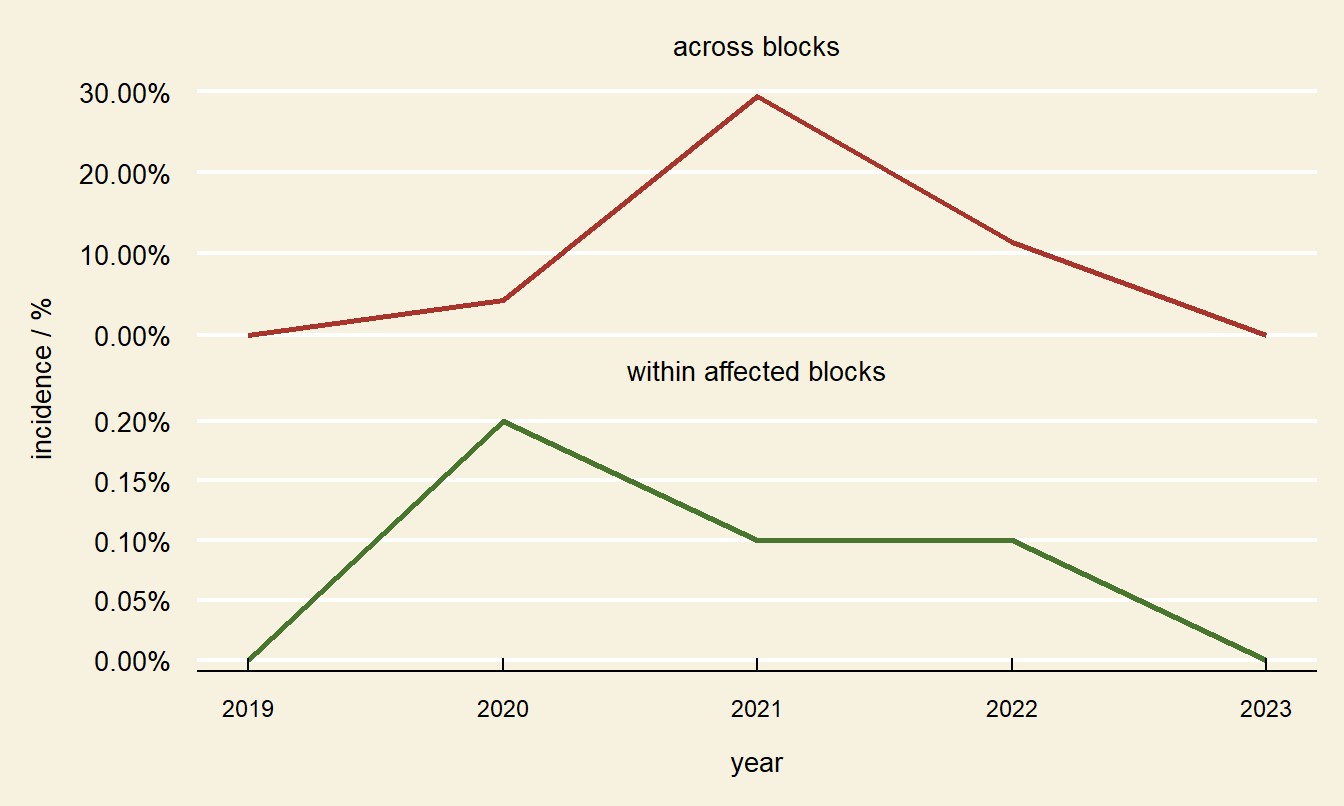 across blocks
30.00%
20.00%
10.00%
0.00%
incidence / %
within affected blocks
0.20%
0.15%
0.10%
0.05%
0.00%
2019 2020 2021 2022 2023
year